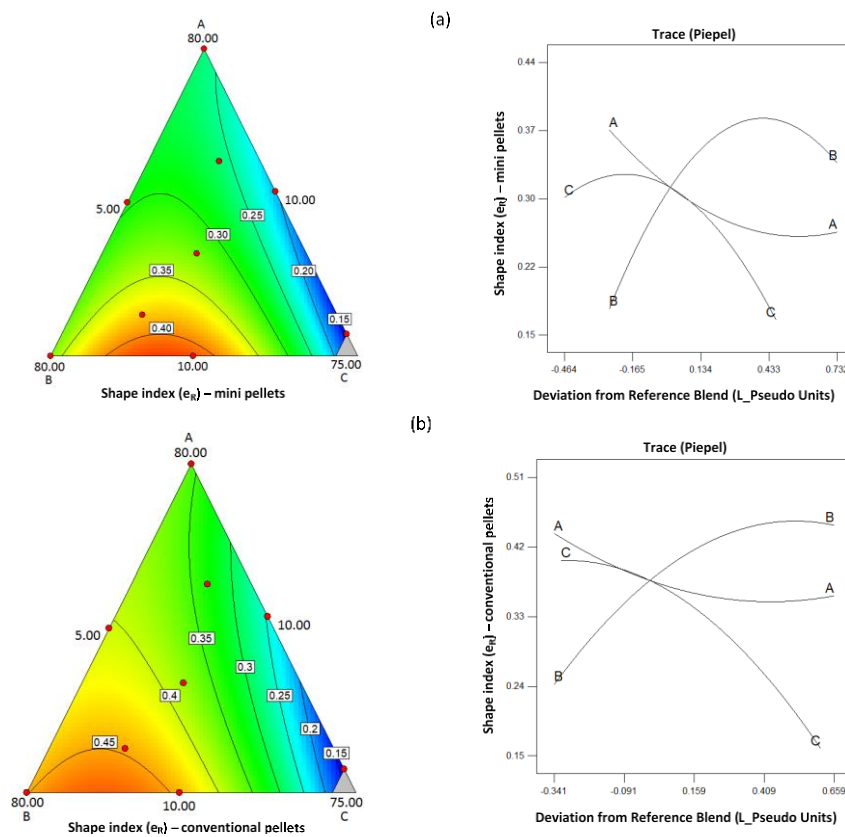 (a)
A
80.00
5.00
10.00
0.25
0.30
0.20
0.35
0.15
0.40
80.00
10.00
75.00
B
C
Shape index (eR) – mini pellets
Trace (Piepel)
Shape index (eR) – mini pellets
0.44
0.37
0.30
0.22
0.15
A
B
C
A
B
C
-0.464
-0.165
0.134
0.433
0.732
Deviation from Reference Blend (L_Pseudo Units)
(b)
A
80.00
5.00
10.00
0.35
0.3
0.4
0.25
0.2
0.45
0.15
80.00
10.00
75.00
B
C
Shape index (eR) – conventional pellets
Trace (Piepel)
Shape index (eR) – conventional pellets
0.51
0.42
0.33
0.24
0.15
B
A
C
A
B
C
-0.341
-0.091
0.159
0.409
0.659
Deviation from Reference Blend (L_Pseudo Units)